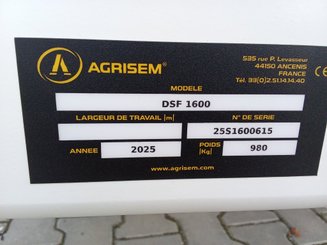 AGRISEM®
535 rue P. Levasseur
44150 ANCENIS
FRANCE
Tél. 33(0)2.51.14.14.40
MODELE
DSF 1600
LARGEUR DE TRAVAIL [m]
N° DE SERIE
25S1600615
ANNEE 2025 POIDS [Kg] 980
www.agrisem.com